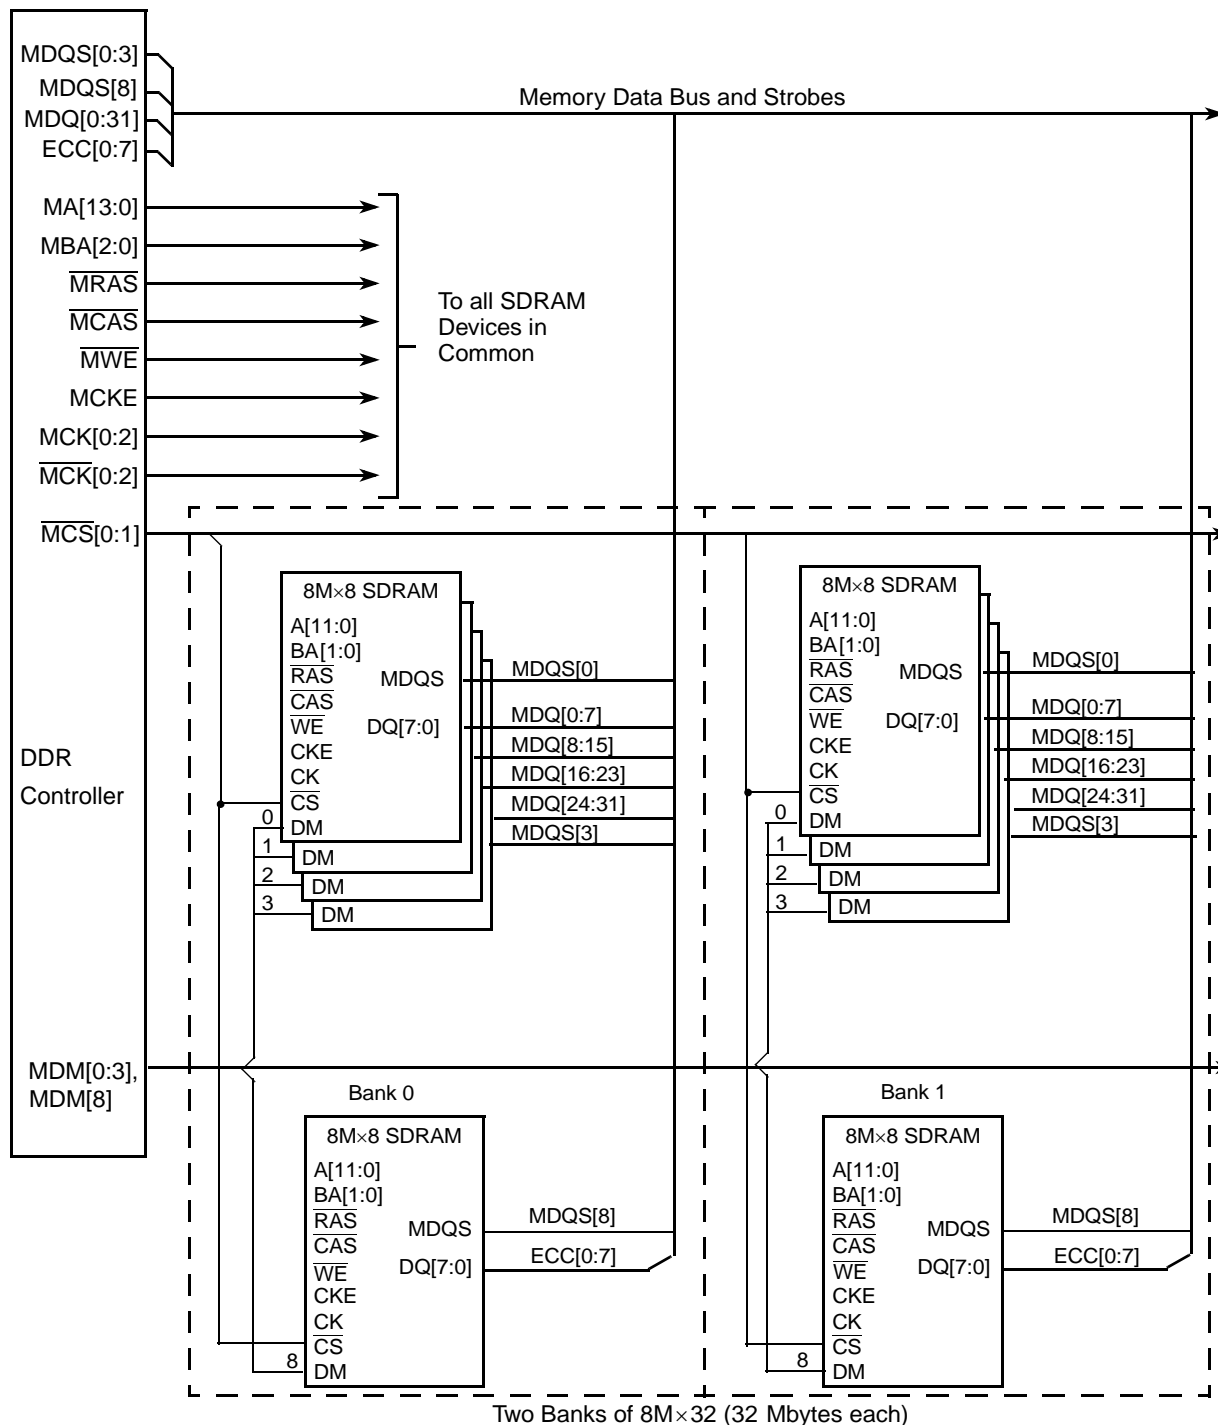 MDQS[0:3]
MDQS[8]
MDQ[0:31]
ECC[0:7]
Memory Data Bus and Strobes
MA[13:0]
MBA[2:0]
MRAS
MCAS
MWE
MCKE
MCK[0:2]
MCK[0:2]
MCS[0:1]
To all SDRAM
Devices in
Common
DDR
Controller
MDM[0:3],
MDM[8]
8M×8 SDRAM
A[11:0]
BA[1:0]
RAS
CAS
WE
CKE
CK
CS
DM
MDQS
DQ[7:0]
0
1
2
3
DM
DM
DM
MDQS[0]
MDQ[0:7]
MDQ[8:15]
MDQ[16:23]
MDQ[24:31]
MDQS[3]
8M×8 SDRAM
A[11:0]
BA[1:0]
RAS
CAS
WE
CKE
CK
CS
DM
MDQS
DQ[7:0]
0
1
2
3
DM
DM
DM
MDQS[0]
MDQ[0:7]
MDQ[8:15]
MDQ[16:23]
MDQ[24:31]
MDQS[3]
Bank 0
8M×8 SDRAM
A[11:0]
BA[1:0]
RAS
CAS
WE
CKE
CK
CS
8
DM
MDQS
DQ[7:0]
MDQS[8]
ECC[0:7]
Bank 1
8M×8 SDRAM
A[11:0]
BA[1:0]
RAS
CAS
WE
CKE
CK
CS
8
DM
MDQS
DQ[7:0]
MDQS[8]
ECC[0:7]
Two Banks of 8M×32 (32 Mbytes each)